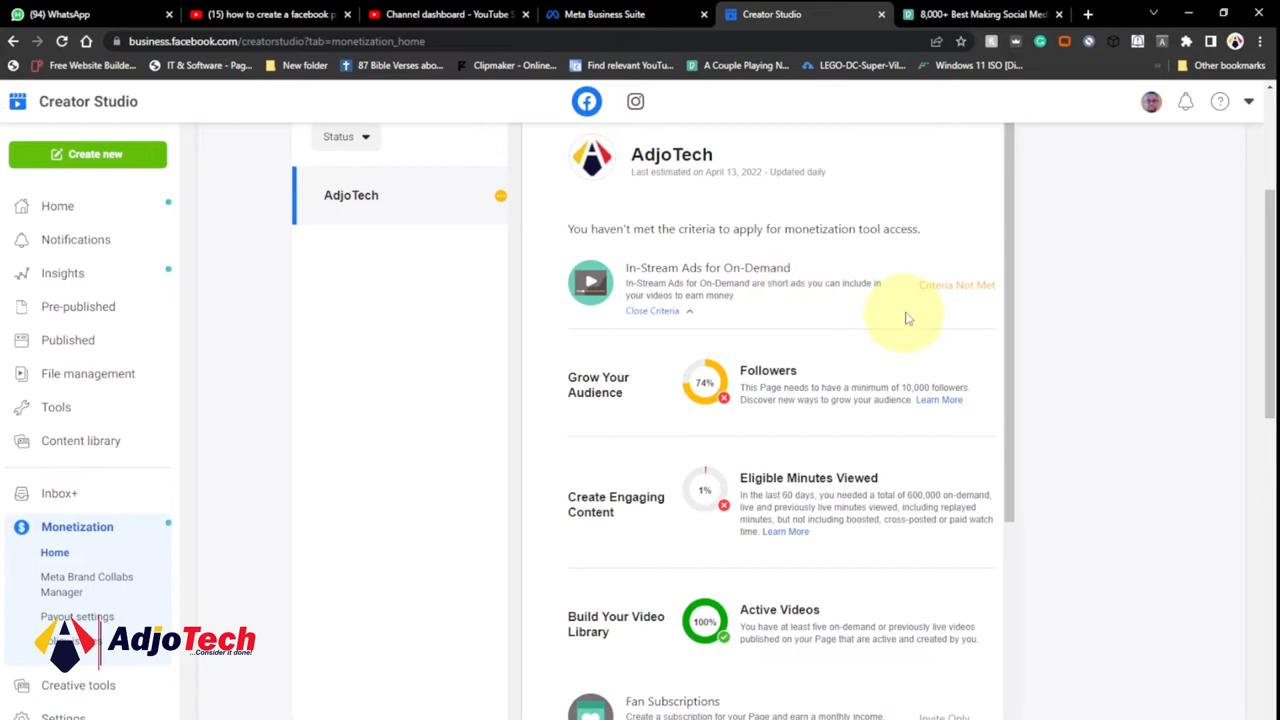 (94) WhatsApp
(15) how to create a facebook p
Channel dashboard - YouTube S
Meta Business Suite
Creator Studio
8,000+ Best Making Social Med
business.facebook.com/creatorstudio?tab=monetization_home
Free Website Builde...
IT & Software - Pag...
New folder
87 Bible Verses abo...
Clipmaker - Online...
Find relevant YouTu...
A Couple Playing N...
LEGO-DC-Super-Vil...
Windows 11 ISO [Di...
Other bookmarks
Creator Studio
Create new
Home
Notifications
Insights
Pre-published
Published
File management
Tools
Content library
Inbox+
Monetization
Home
Meta Brand Collabs
Manager
Payout settings
AdjoTech
...Consider it done!
Creative tools
Settings
Status
AdjoTech
AdjoTech
Last estimated on April 13, 2022 - Updated daily
You haven't met the criteria to apply for monetization tool access.
In-Stream Ads for On-Demand
In-Stream Ads for On-Demand are short ads you can include in
your videos to earn money.
Criteria Not Met
Close Criteria
Grow Your
Audience
74%
Followers
This Page needs to have a minimum of 10,000 followers.
Discover new ways to grow your audience. Learn More
Create Engaging
Content
1%
Eligible Minutes Viewed
In the last 60 days, you needed a total of 600,000 on-demand,
live and previously live minutes viewed, including replayed
minutes, but not including boosted, cross-posted or paid watch
time. Learn More
Build Your Video
Library
100%
Active Videos
You have at least five on-demand or previously live videos
published on your Page that are active and created by you.
Fan Subscriptions
Create a subscription for your Page and earn a monthly income.
Invite Only